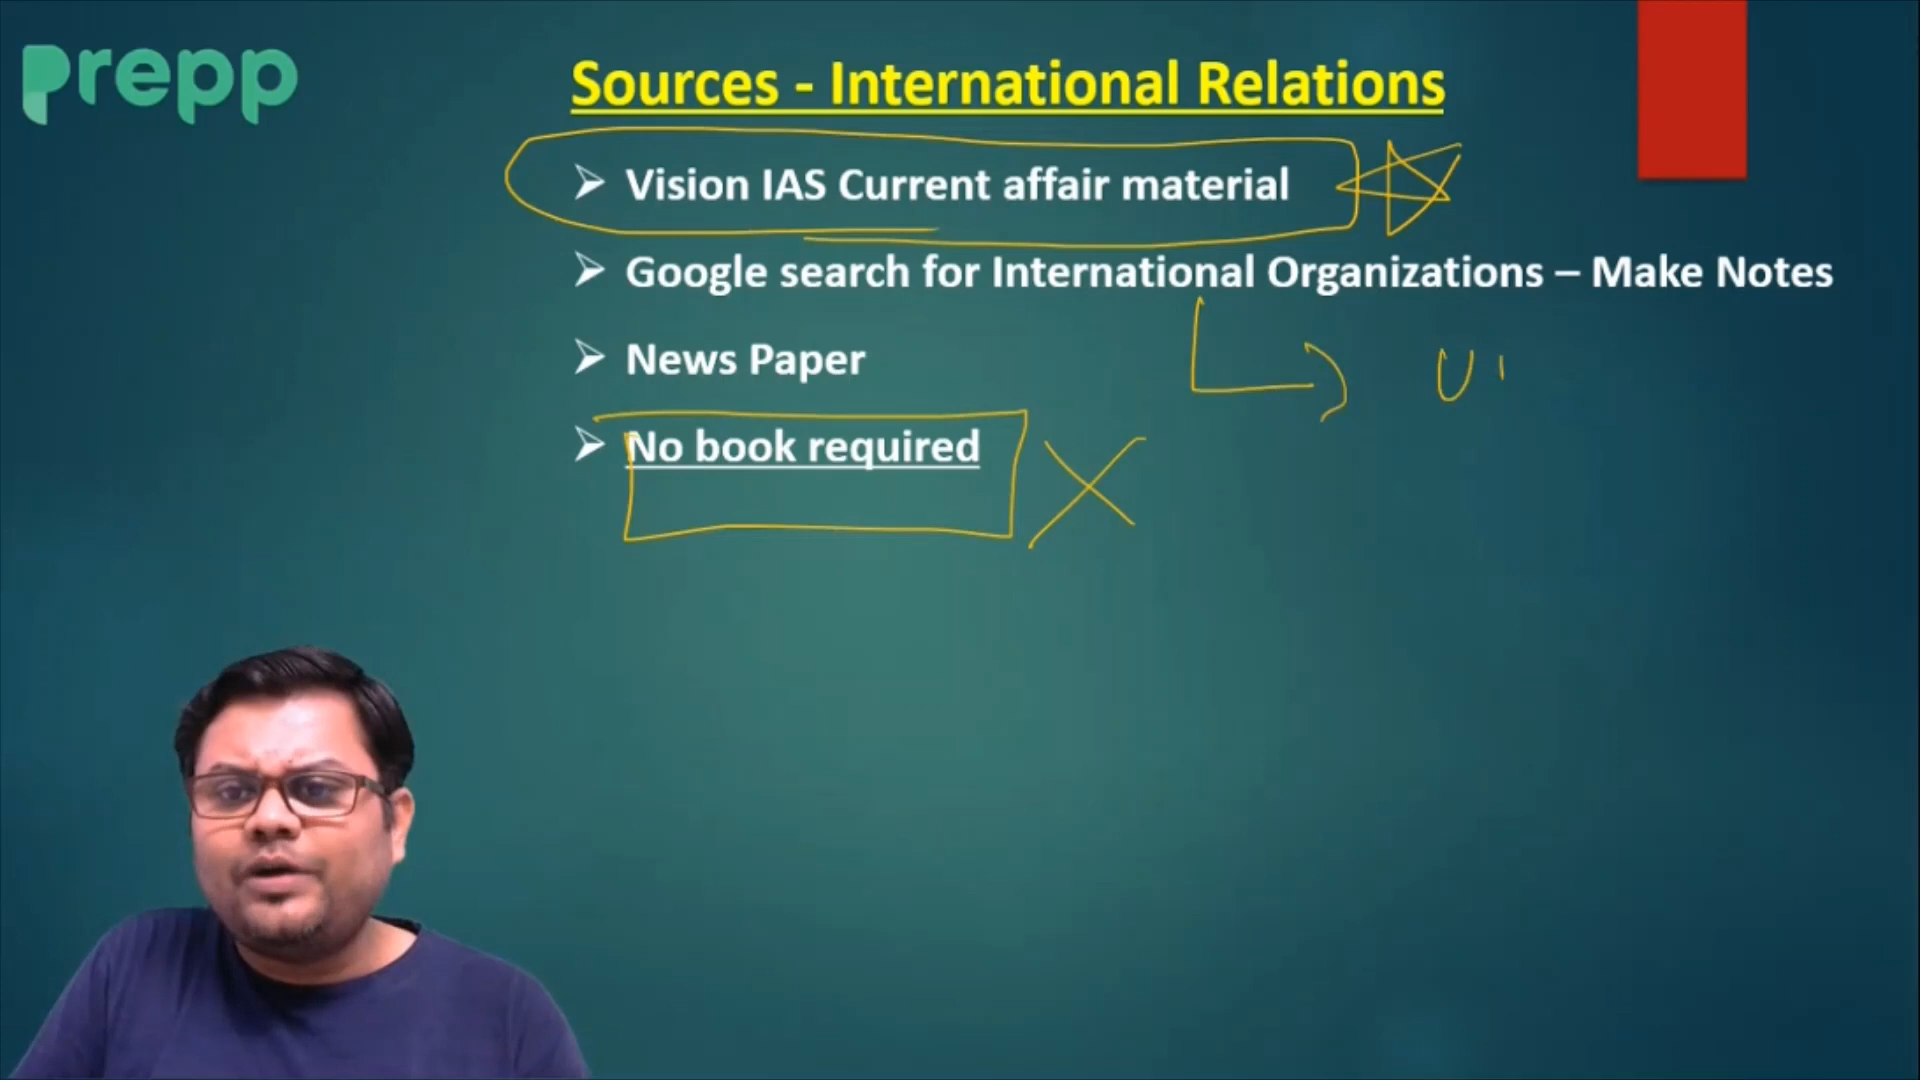 prepp
Sources - International Relations
➢ Vision IAS Current affair material
➢ Google search for International Organizations – Make Notes
➢ News Paper
U
➢ No book required